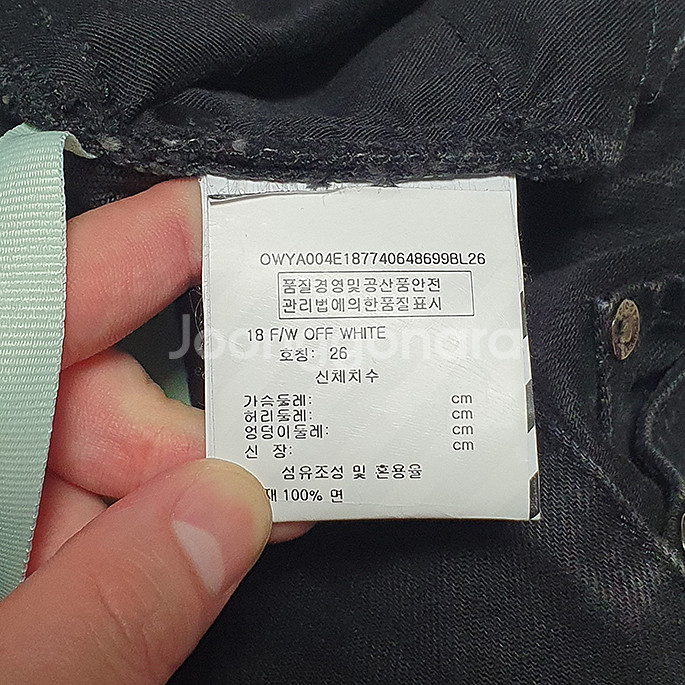 OWYA004E187740648699BL26
품질경영및공산품안전
관리법에의한품질표시
18 F/W OFF WHITE
Joonggonara
호칭: 26
신체치수
가슴둘레: cm
허리둘레: cm
엉덩이둘레: cm
신 장: cm
섬유조성 및 혼용율
재 100% 면